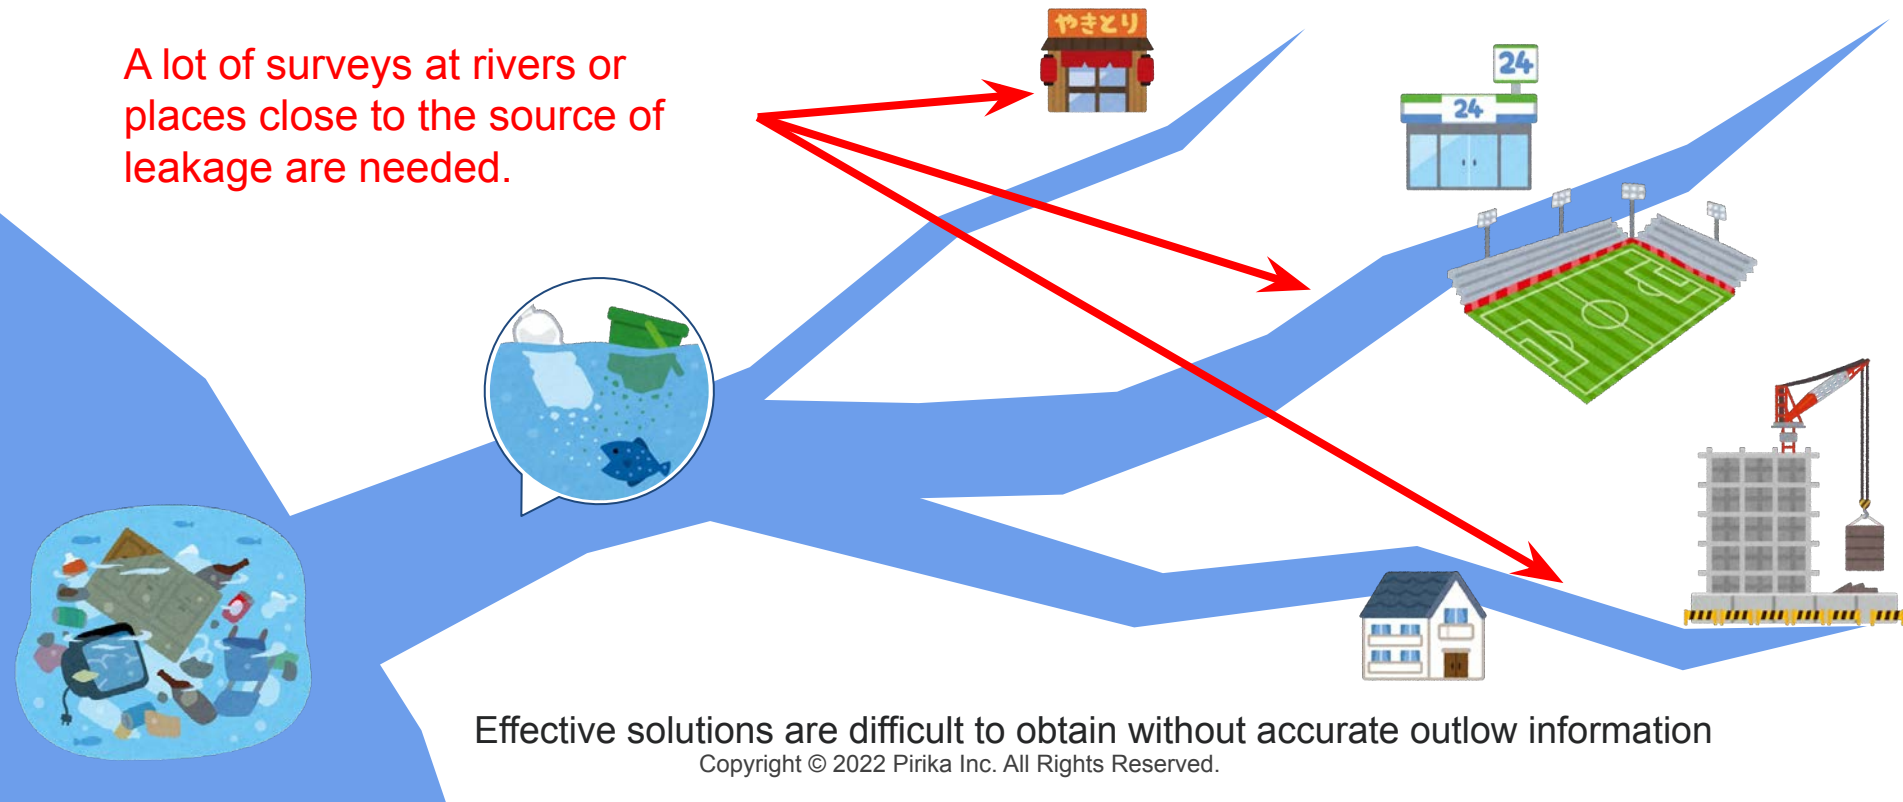 A lot of surveys at rivers or
places close to the source of
leakage are needed.
やきとり
24
24
Effective solutions are difficult to obtain without accurate outlow information
Copyright © 2022 Pirika Inc. All Rights Reserved.